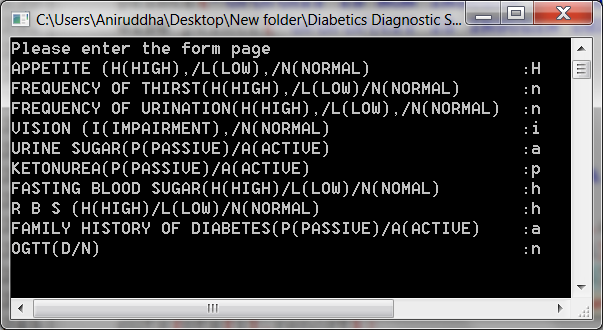 C:\Users\Aniruddha\Desktop\New folder\Diabetics Diagnostic S...
Please enter the form page
APPETITE (H(HIGH),/L(LOW),/N(NORMAL) :H
FREQUENCY OF THIRST(H(HIGH),/L(LOW)/N(NORMAL) :n
FREQUENCY OF URINATION(H(HIGH),/L(LOW),/N(NORMAL) :n
VISION (I(IMPAIRMENT),/N(NORMAL) :i
URINE SUGAR(P(PASSIVE)/A(ACTIVE) :a
KETONUREA(P(PASSIVE)/A(ACTIVE) :p
FASTING BLOOD SUGAR(H(HIGH)/L(LOW)/N(NOMAL) :h
R B S (H(HIGH)/L(LOW)/N(NORMAL) :h
FAMILY HISTORY OF DIABETES(P(PASSIVE)/A(ACTIVE) :a
OGTT(D/N) :n